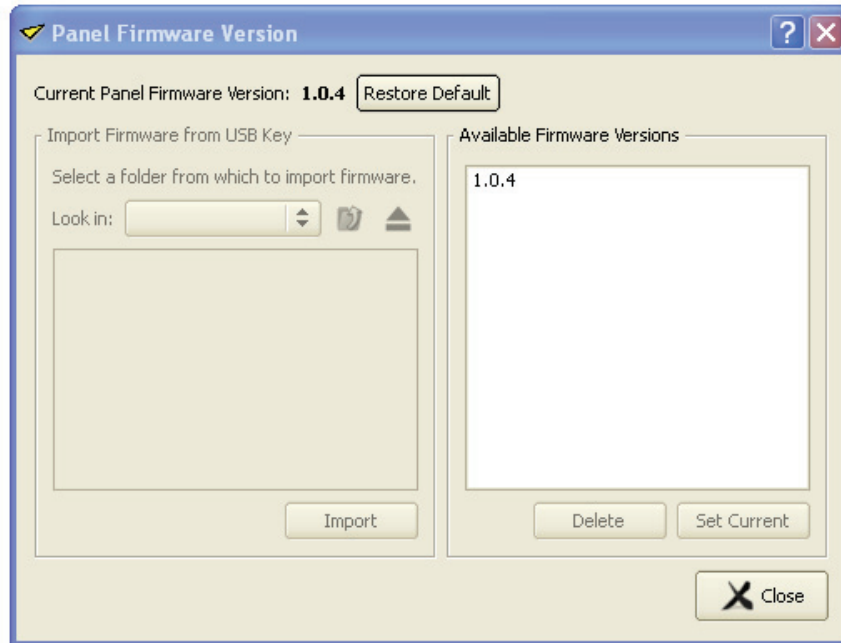 Panel Firmware Version
Current Panel Firmware Version: 1.0.4 Restore Default
Import Firmware from USB Key
Select a folder from which to import firmware.
Look in:
Import
Available Firmware Versions
1.0.4
Delete Set Current
Close